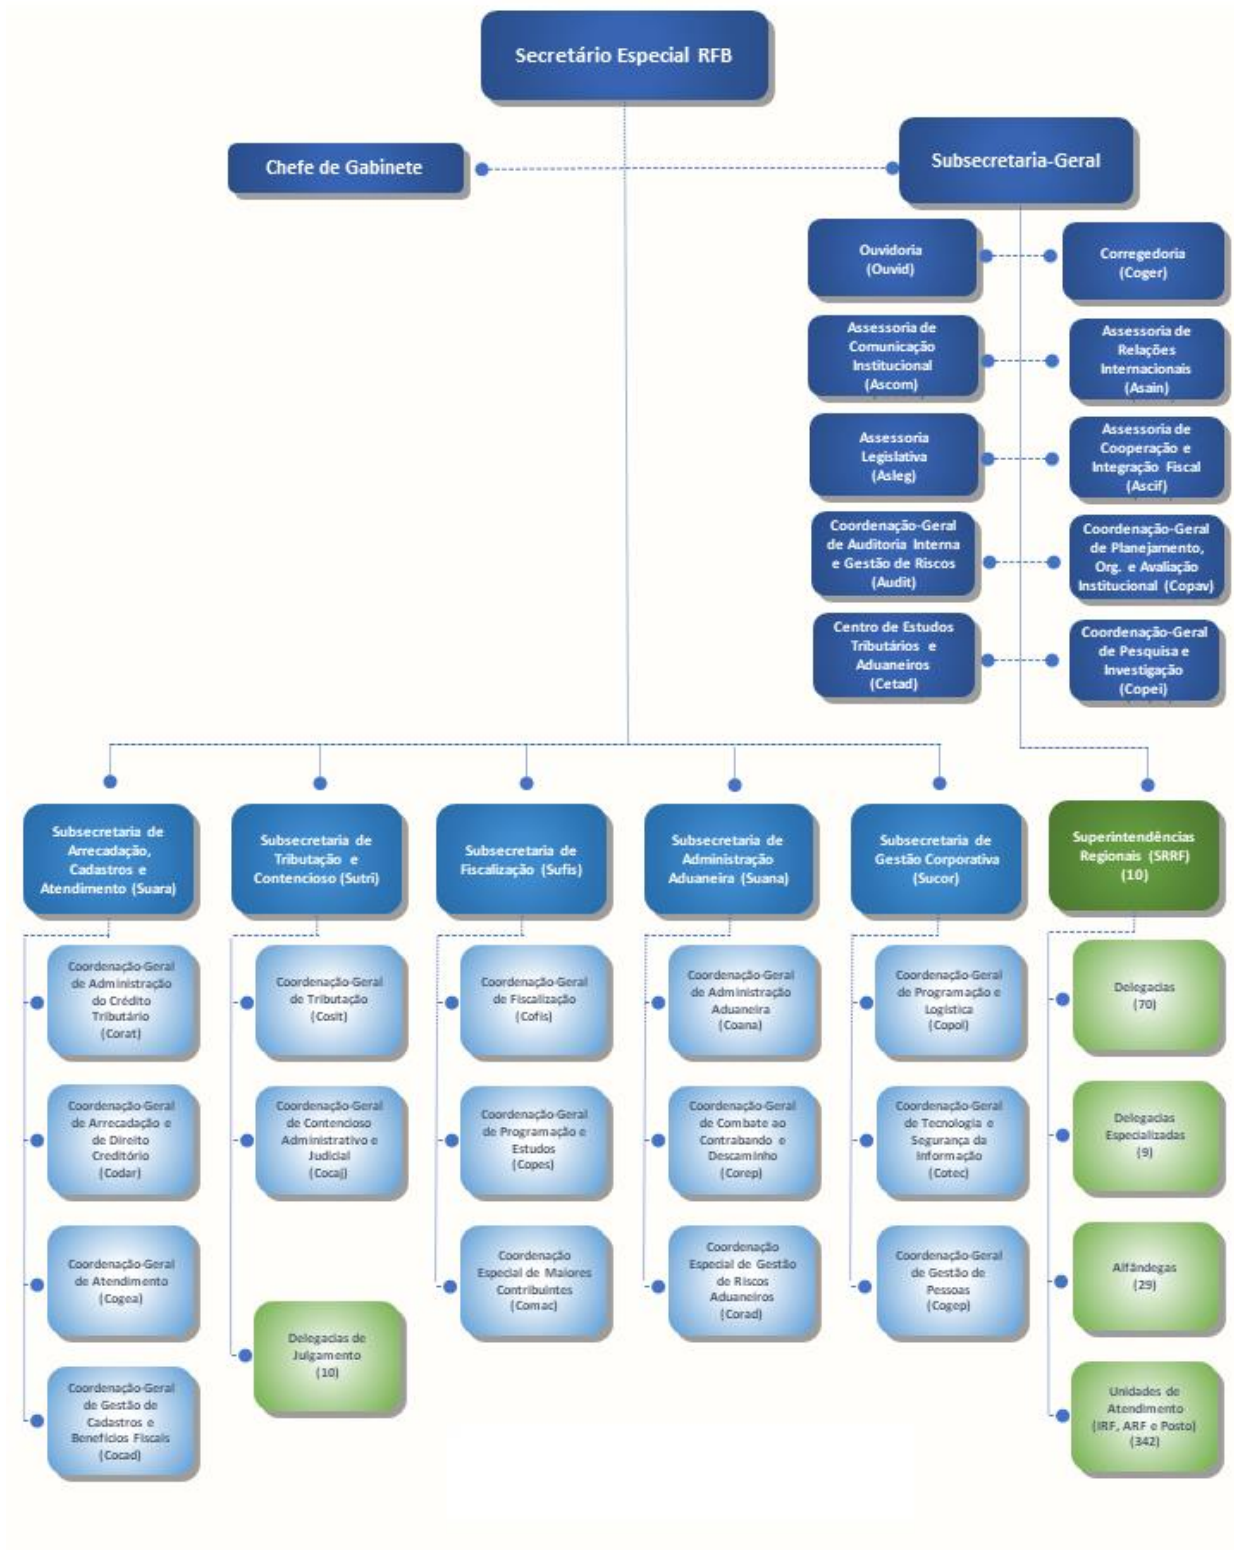 Secretário Especial RFB
Chefe de Gabinete
Subsecretaria-Geral
Ouvidoria
(Ouvid)
Corregedoria
(Coger)
Assessoria de
Comunicação
Institucional
(Ascom)
Assessoria de
Relações
Internacionais
(Asain)
Assessoria
Legislativa
(Asleg)
Assessoria de
Cooperação e
Integração Fiscal
(Ascif)
Coordenação-Geral
de Auditoria Interna
e Gestão de Riscos
(Audit)
Coordenação-Geral
de Planejamento,
Org. e Avaliação
Institucional (Copav)
Centro de Estudos
Tributários e
Aduaneiros
(Cetad)
Coordenação-Geral
de Pesquisa e
Investigação
(Copei)
Subsecretaria de
Arrecadação,
Cadastros e
Atendimento (Suara)
Subsecretaria de
Tributação e
Contencioso (Sutri)
Subsecretaria de
Fiscalização (Sufis)
Subsecretaria de
Administração
Aduaneira (Suana)
Subsecretaria de
Gestão Corporativa
(Sucor)
Superintendências
Regionais (SRRF)
(10)
Coordenação-Geral
de Administração
do Crédito
Tributário
(Corat)
Coordenação-Geral
de Tributação
(Cosit)
Coordenação-Geral
de Fiscalização
(Cofis)
Coordenação-Geral
de Administração
Aduaneira
(Coana)
Coordenação-Geral
de Programação e
Logística
(Copol)
Delegacias
(70)
Coordenação-Geral
de Arrecadação e
de Direito
Creditório
(Codar)
Coordenação-Geral
de Contencioso
Administrativo e
Judicial
(Cocaj)
Coordenação-Geral
de Programação e
Estudos
(Copes)
Coordenação-Geral
de Combate ao
Contrabando e
Descaminho
(Corep)
Coordenação-Geral
de Tecnologia e
Segurança da
Informação
(Cotec)
Delegacias
Especializadas
(9)
Coordenação-Geral
de Atendimento
(Cogea)
Delegacias de
Julgamento
(10)
Coordenação
Especial de Maiores
Contribuintes
(Comac)
Coordenação
Especial de Gestão
de Riscos
Aduaneiros
(Corad)
Coordenação-Geral
de Gestão de
Pessoas
(Cogep)
Alfândegas
(29)
Coordenação-Geral
de Gestão de
Cadastros e
Benefícios Fiscais
(Cocad)
Unidades de
Atendimento
(IRF, ARF e Posto)
(342)